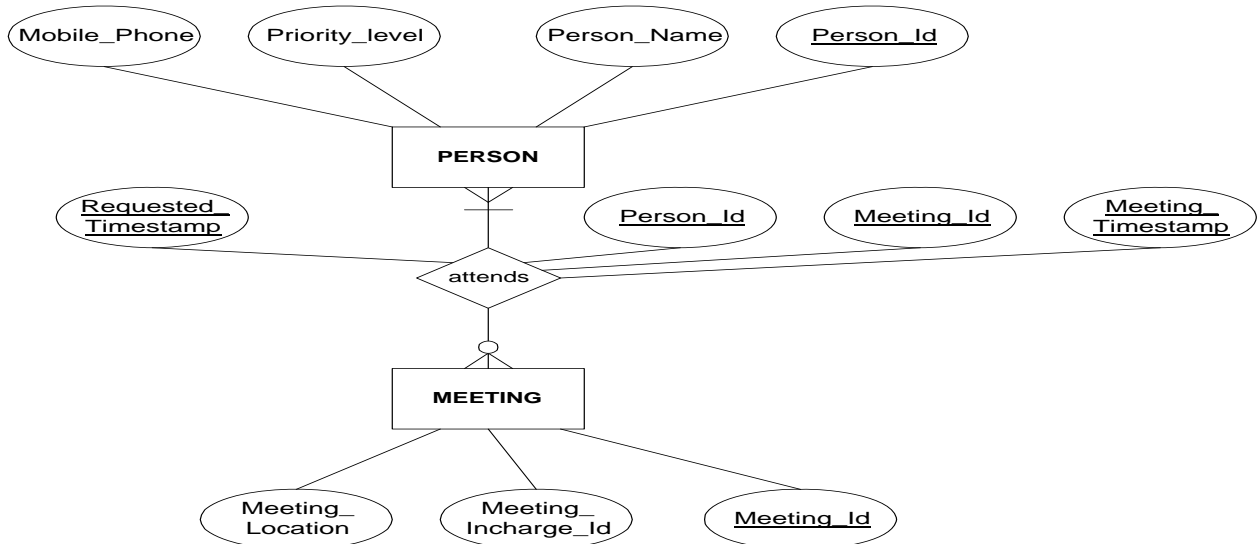 Mobile_Phone
Priority_level
Person_Name
Person_Id
PERSON
Requested_
Timestamp
Person_Id
Meeting_Id
Meeting_
Timestamp
attends
MEETING
Meeting_
Location
Meeting_
Incharge_Id
Meeting_Id